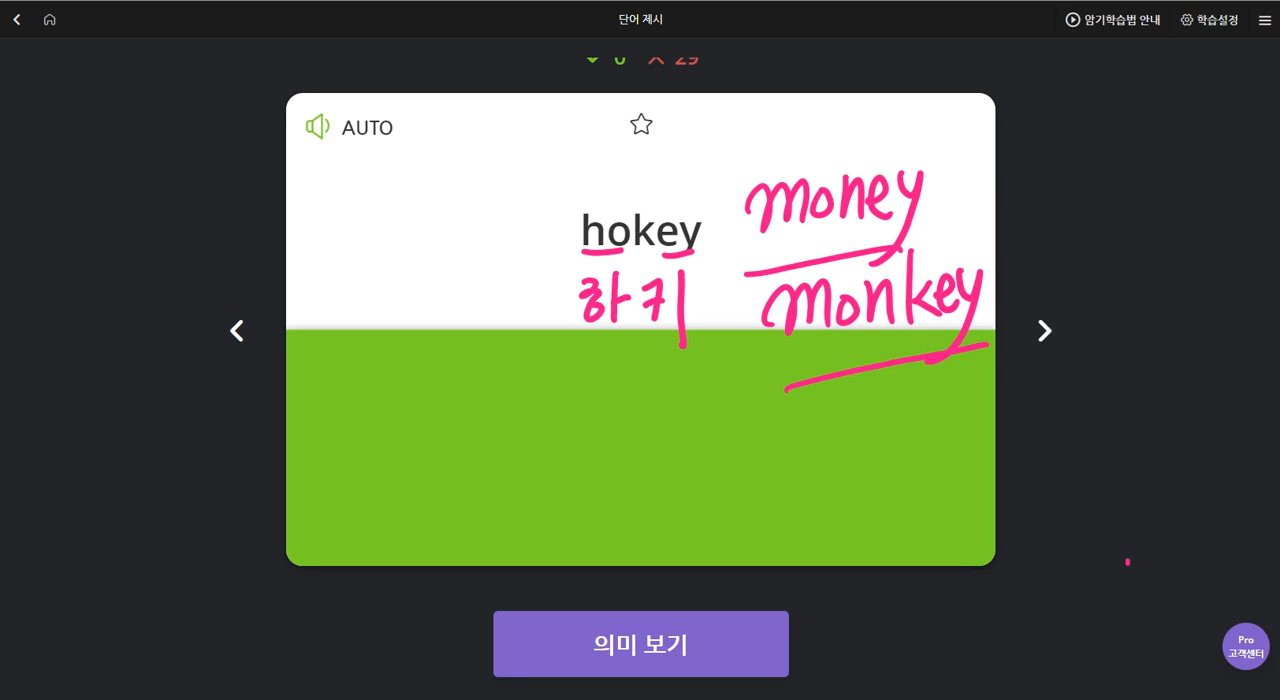 단어 제시
암기학습법 안내
학습설정
AUTO
hokey
하키
money
monkey
의미 보기
Pro
고객센터